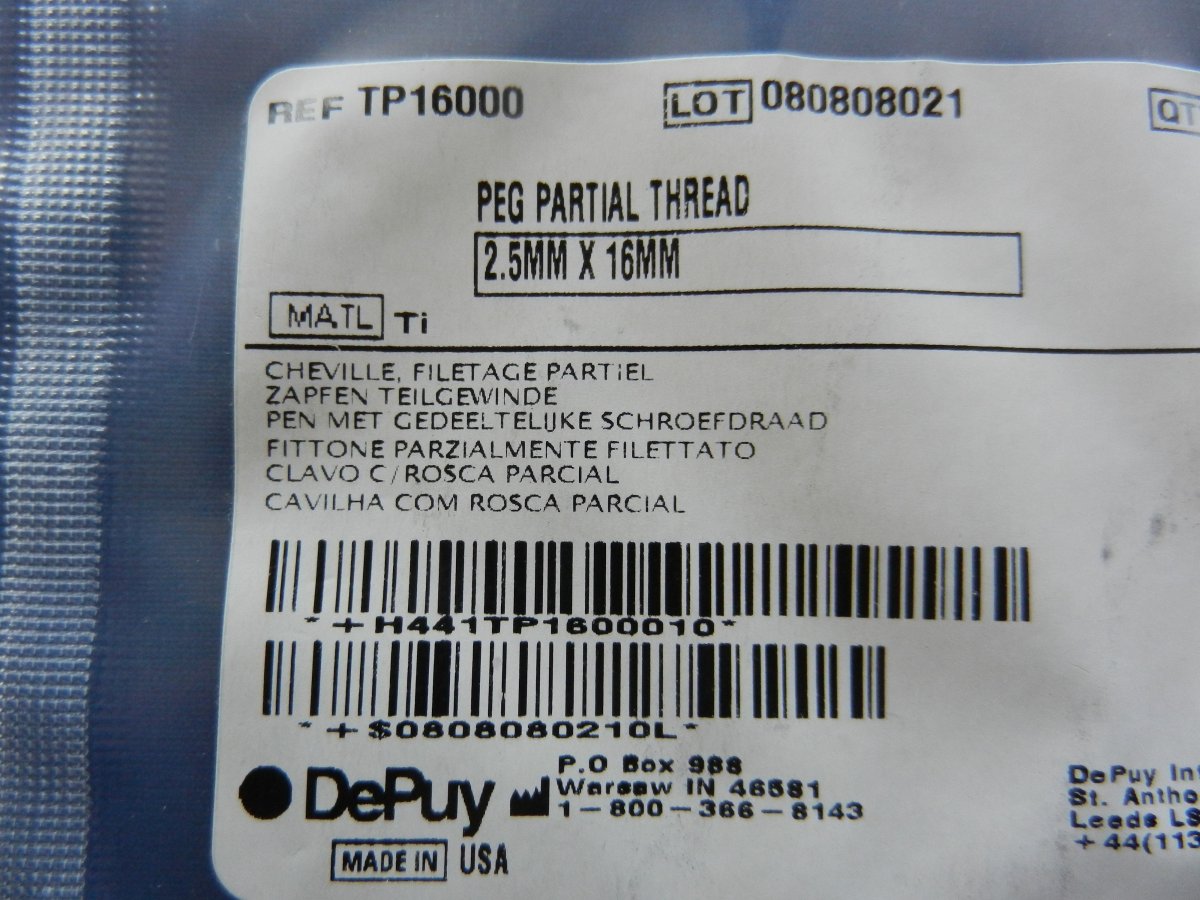 REF TP16000 LOT 080808021 QT
PEG PARTIAL THREAD
2.5MM X 16MM
MATL Ti
CHEVILLE, FILETAGE PARTIEL
ZAPFEN TEILGEWINDE
PEN MET GEDEELTELIJKE SCHROEFDRAAD
FITTONE PARZIALMENTE FILETTATO
CLAVO C/ROSCA PARCIAL
CAVILHA COM ROSCA PARCIAL
*+H441TP1600010*
*+$0808080210L*
DePuy
P.O Box 988
Warsaw IN 46581
1-800-366-8143
MADE IN USA
DePuy Int
St. Antho
Leeds LS
+44(113